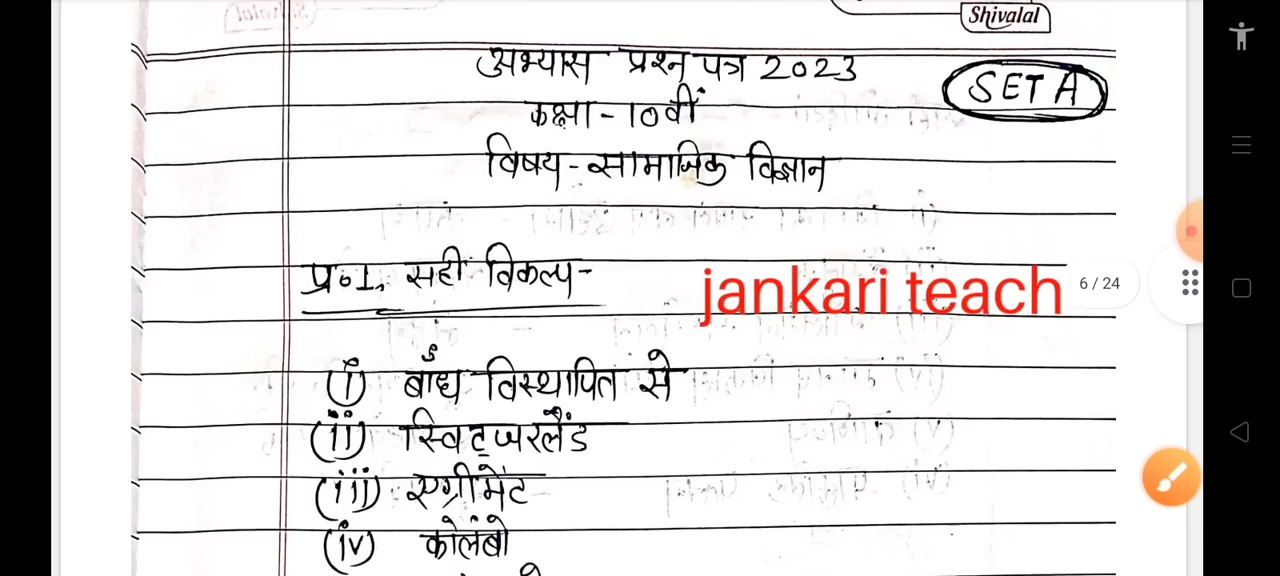 Shivalal
अभ्यास प्रश्न पत्र 2023
SET A
कक्षा - 10वीं
विषय - सामाजिक विज्ञान
प्र०1. सही विकल्प -
jankari teach
6 / 24
(i) बाँध विस्थापित से
(ii) स्विट्जरलैंड
(iii) एग्रीमेंट
(iv) कोलंबो